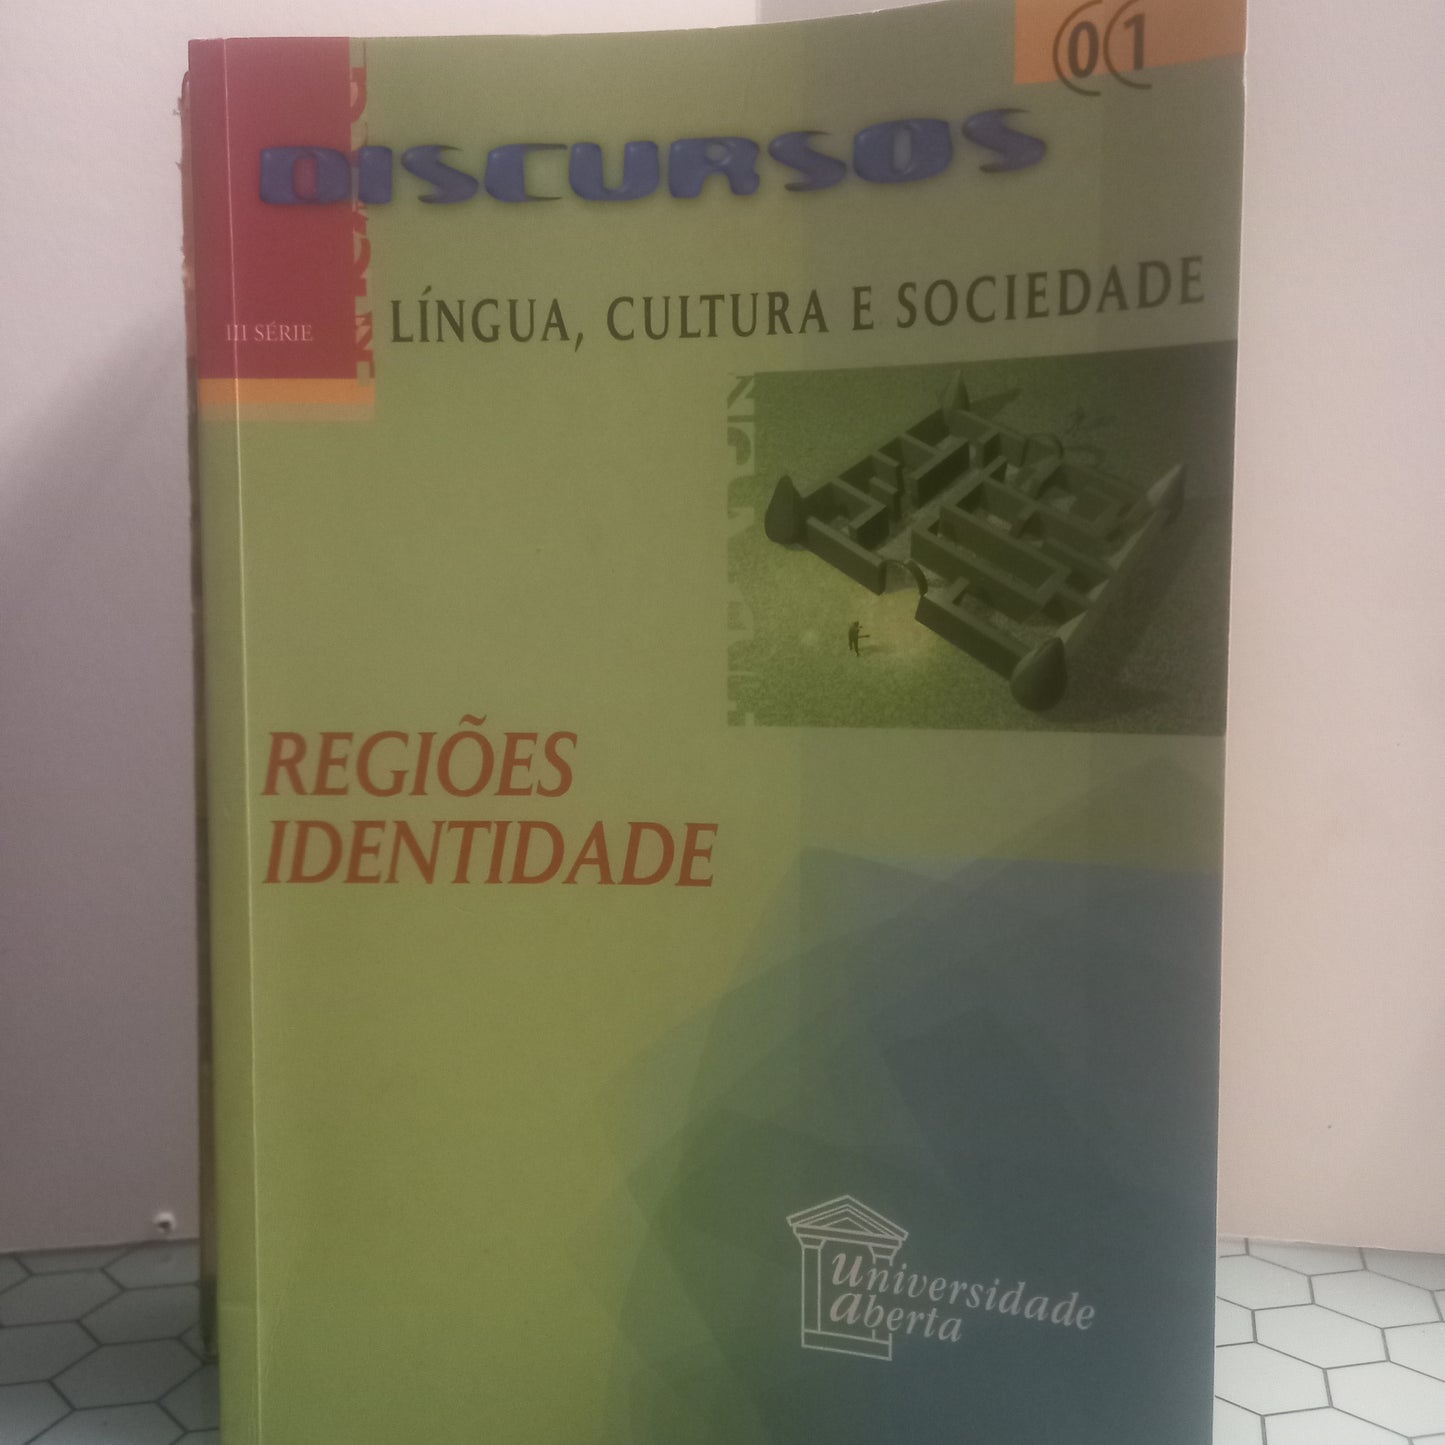 01
DISCURSOS
III SÉRIE
LÍNGUA, CULTURA E SOCIEDADE
REGIÕES
IDENTIDADE
Universidade
Aberta